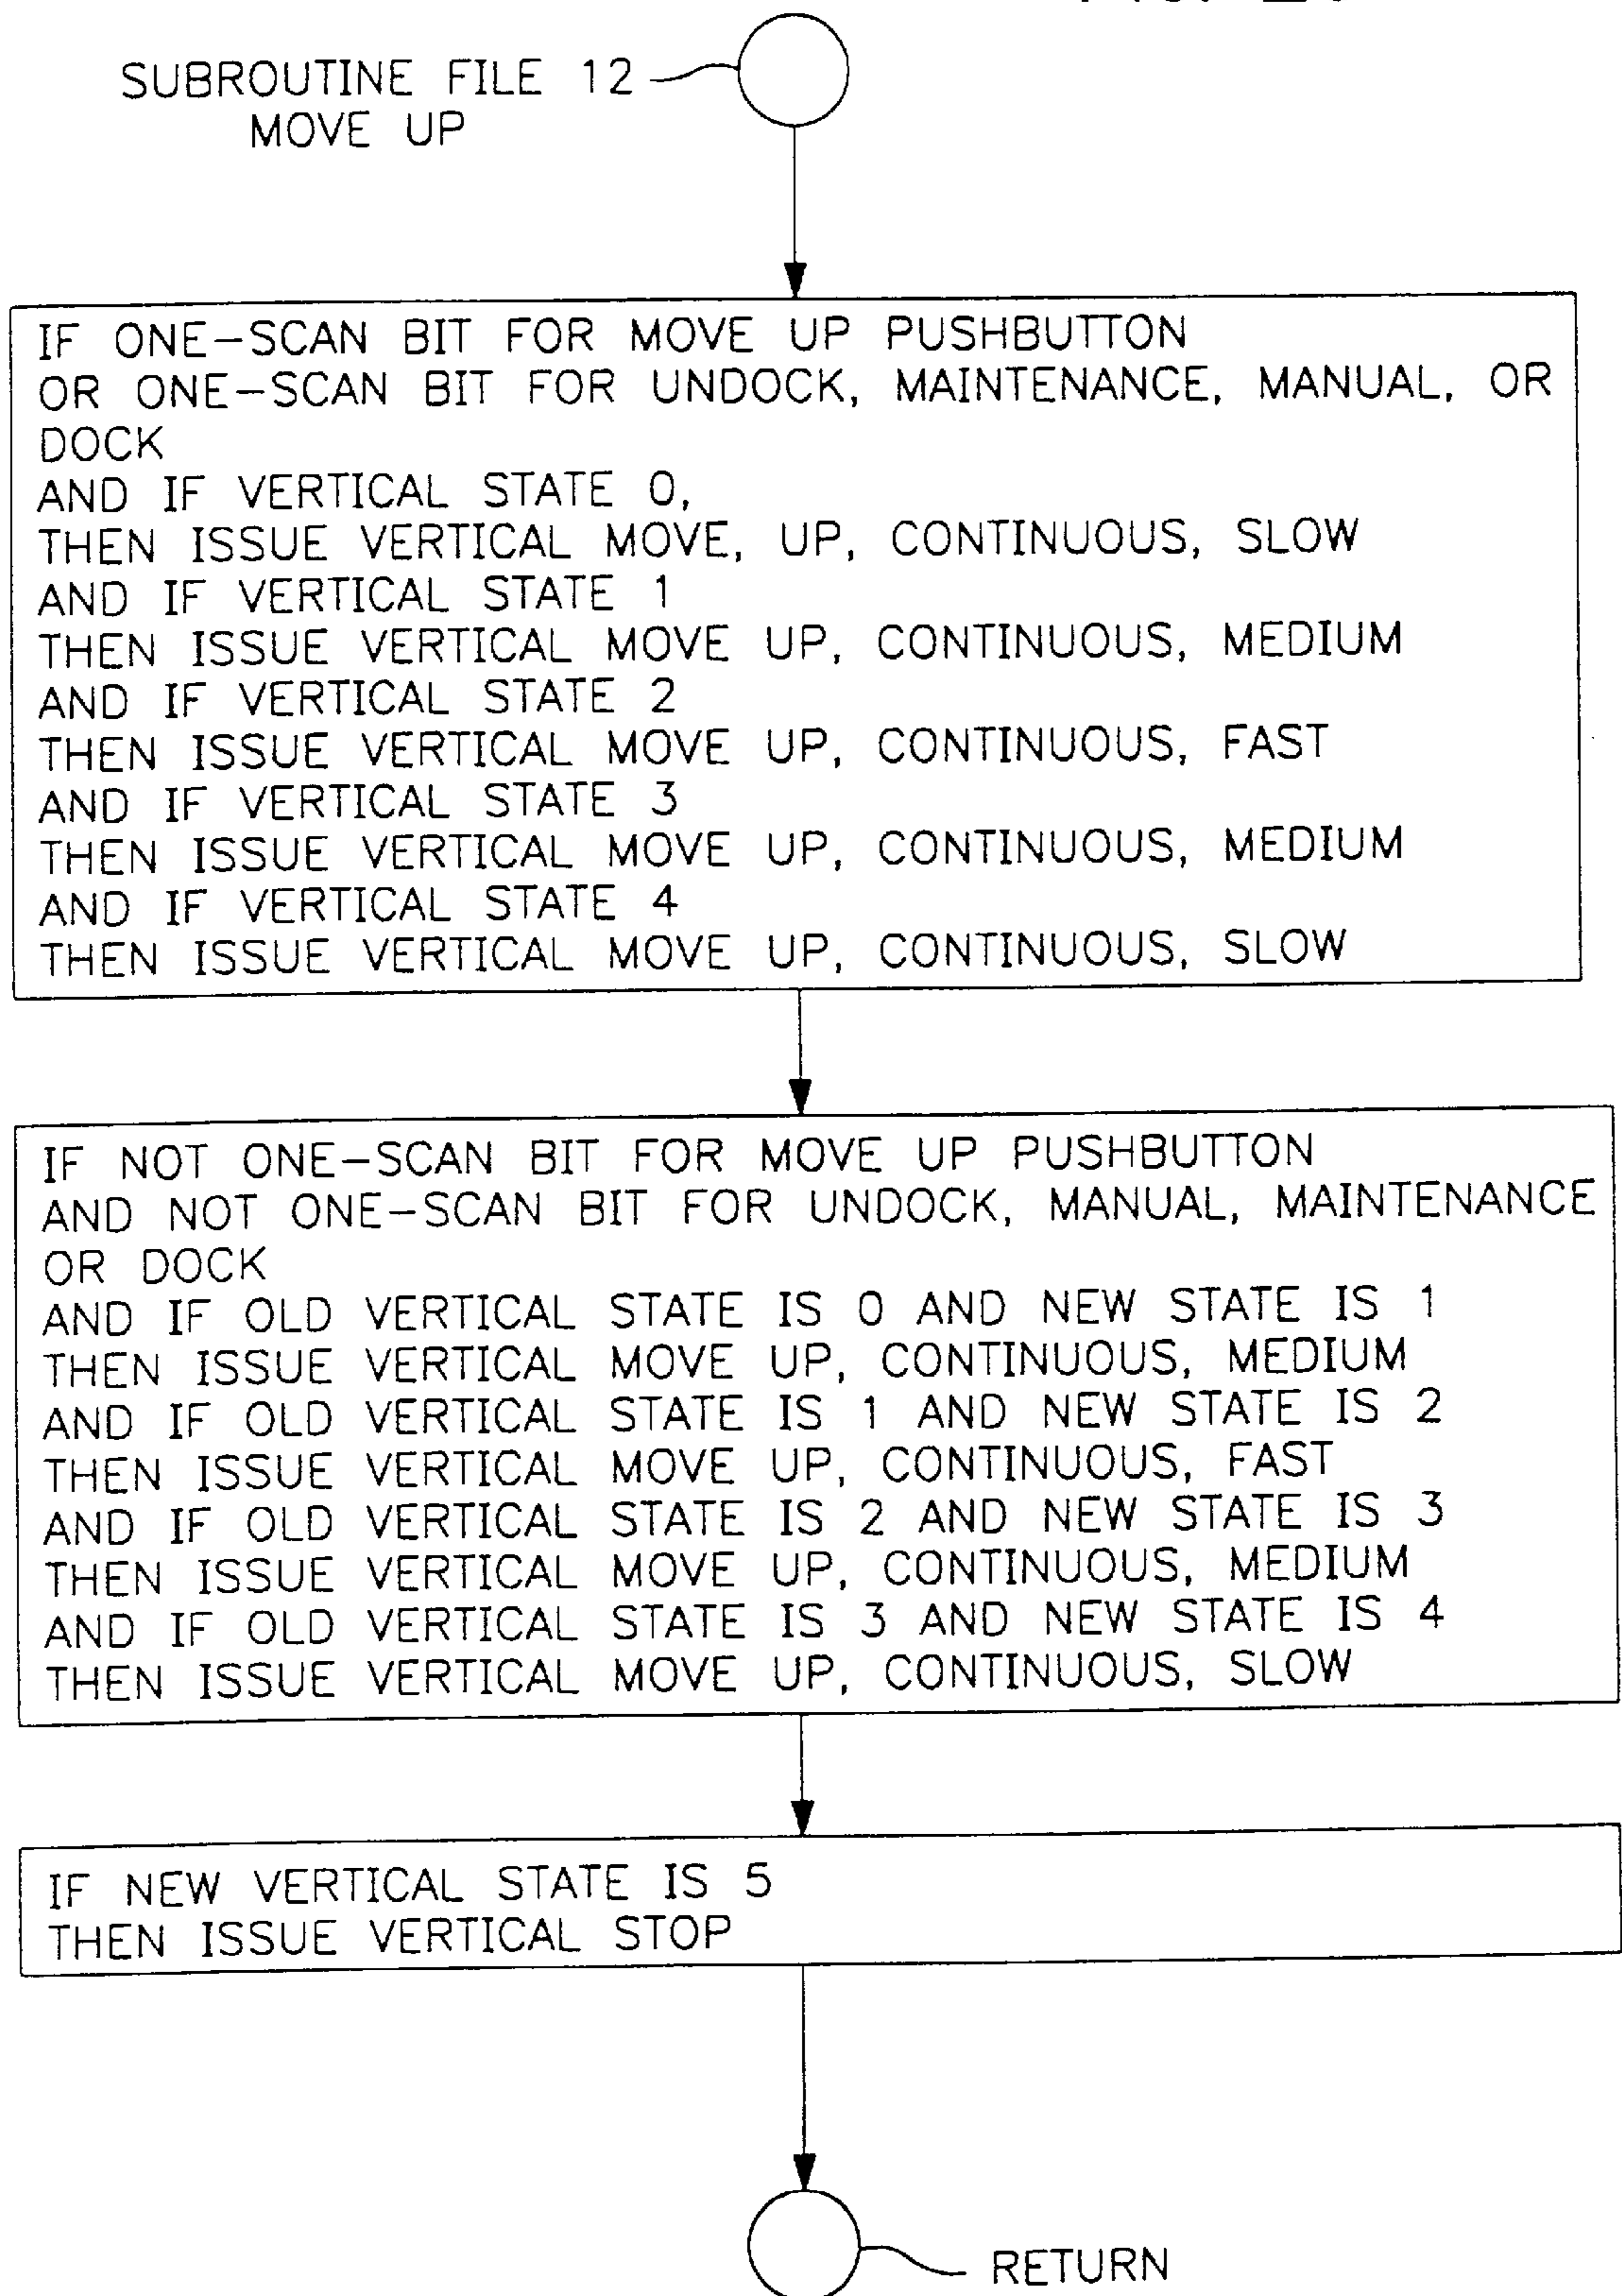 SUBROUTINE FILE 12
MOVE UP
IF ONE-SCAN BIT FOR MOVE UP PUSHBUTTON
OR ONE-SCAN BIT FOR UNDOCK, MAINTENANCE, MANUAL, OR
DOCK
AND IF VERTICAL STATE 0,
THEN ISSUE VERTICAL MOVE, UP, CONTINUOUS, SLOW
AND IF VERTICAL STATE 1
THEN ISSUE VERTICAL MOVE UP, CONTINUOUS, MEDIUM
AND IF VERTICAL STATE 2
THEN ISSUE VERTICAL MOVE UP, CONTINUOUS, FAST
AND IF VERTICAL STATE 3
THEN ISSUE VERTICAL MOVE UP, CONTINUOUS, MEDIUM
AND IF VERTICAL STATE 4
THEN ISSUE VERTICAL MOVE UP, CONTINUOUS, SLOW
IF NOT ONE-SCAN BIT FOR MOVE UP PUSHBUTTON
AND NOT ONE-SCAN BIT FOR UNDOCK, MANUAL, MAINTENANCE
OR DOCK
AND IF OLD VERTICAL STATE IS 0 AND NEW STATE IS 1
THEN ISSUE VERTICAL MOVE UP, CONTINUOUS, MEDIUM
AND IF OLD VERTICAL STATE IS 1 AND NEW STATE IS 2
THEN ISSUE VERTICAL MOVE UP, CONTINUOUS, FAST
AND IF OLD VERTICAL STATE IS 2 AND NEW STATE IS 3
THEN ISSUE VERTICAL MOVE UP, CONTINUOUS, MEDIUM
AND IF OLD VERTICAL STATE IS 3 AND NEW STATE IS 4
THEN ISSUE VERTICAL MOVE UP, CONTINUOUS, SLOW
IF NEW VERTICAL STATE IS 5
THEN ISSUE VERTICAL STOP
RETURN